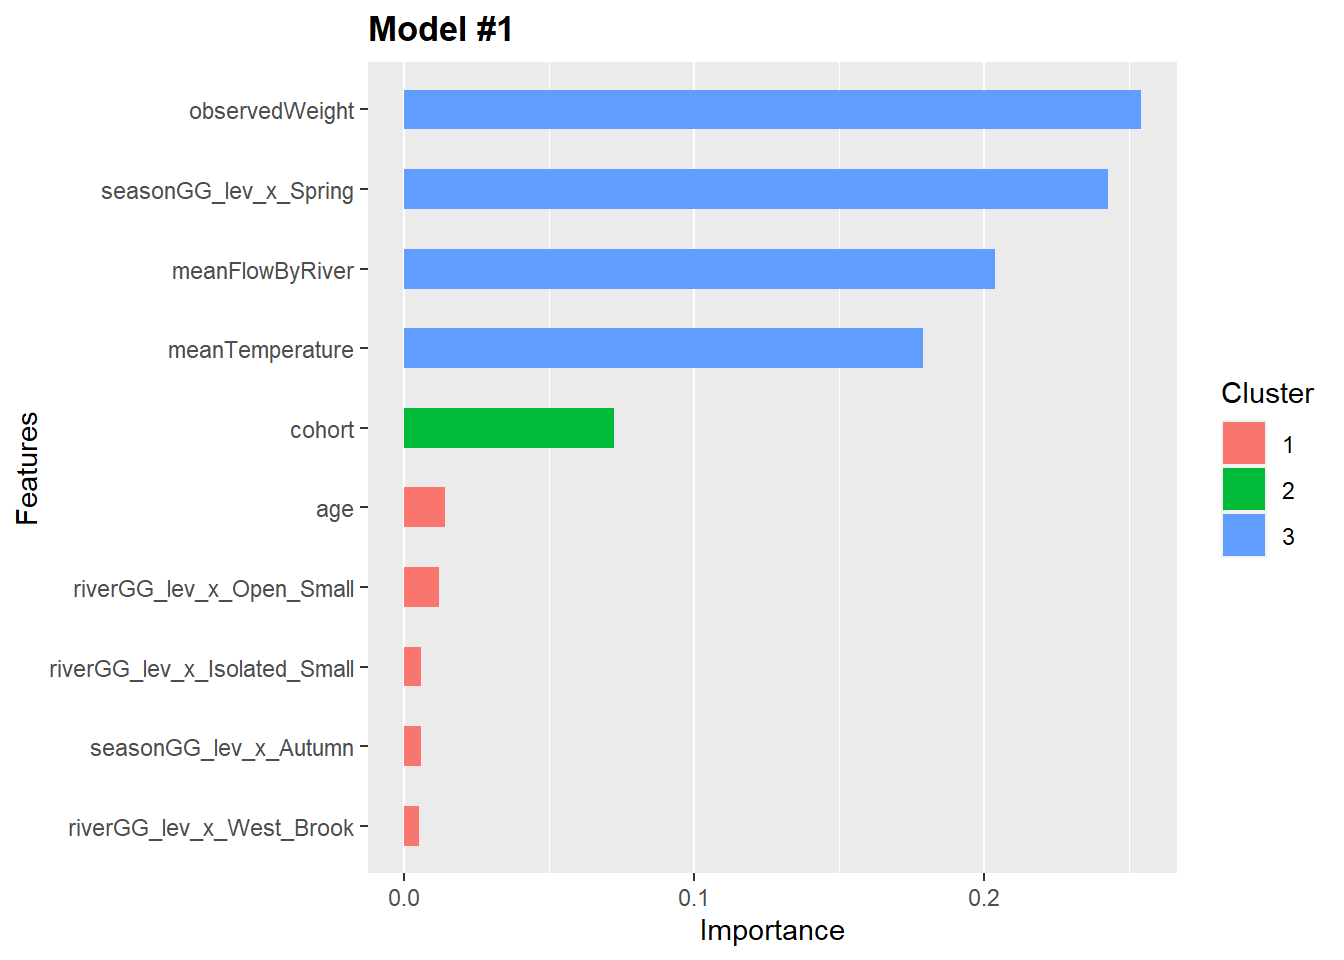 Model #1
observedWeight
seasonGG_lev_x_Spring
meanFlowByRiver
meanTemperature
cohort
age
riverGG_lev_x_Open_Small
riverGG_lev_x_Isolated_Small
seasonGG_lev_x_Autumn
riverGG_lev_x_West_Brook
Features
0.0 0.1 0.2
Importance
Cluster
1
2
3